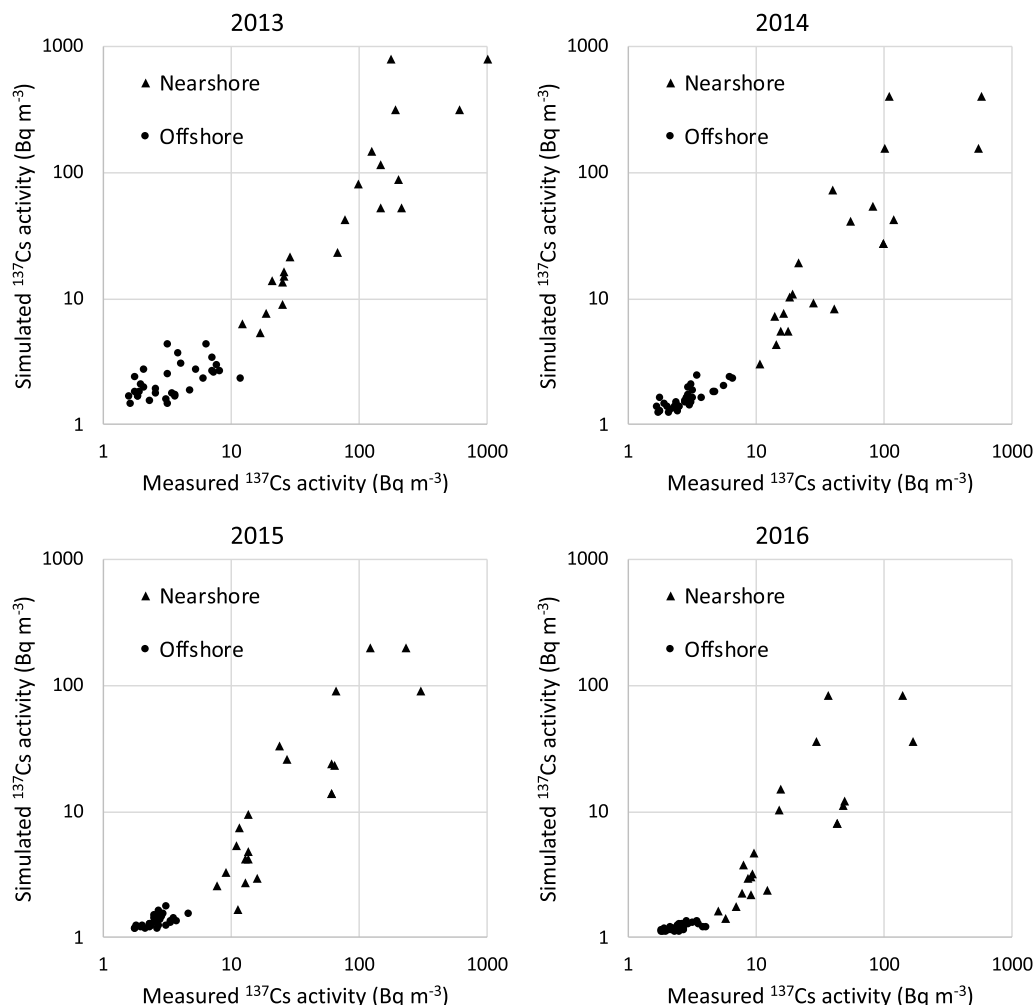 2013
Simulated ¹³⁷Cs activity (Bq m⁻³)
1000
100
10
1
Nearshore
Offshore
1 10 100 1000
Measured ¹³⁷Cs activity (Bq m⁻³)
2014
Simulated ¹³⁷Cs activity (Bq m⁻³)
1000
100
10
1
Nearshore
Offshore
1 10 100 1000
Measured ¹³⁷Cs activity (Bq m⁻³)
2015
Simulated ¹³⁷Cs activity (Bq m⁻³)
1000
100
10
1
Nearshore
Offshore
1 10 100 1000
Measured ¹³⁷Cs activity (Bq m⁻³)
2016
Simulated ¹³⁷Cs activity (Bq m⁻³)
1000
100
10
1
Nearshore
Offshore
1 10 100 1000
Measured ¹³⁷Cs activity (Bq m⁻³)